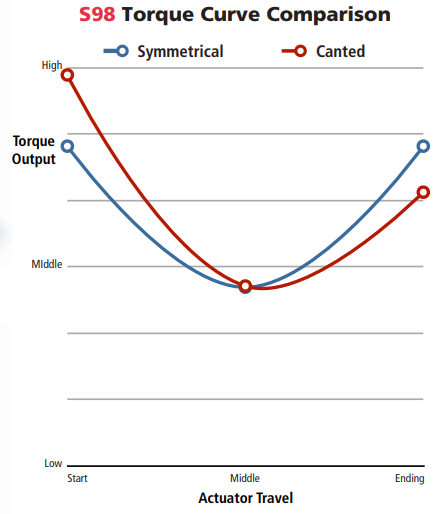 S98 Torque Curve Comparison
Symmetrical
Canted
High
Torque
Output
MIddle
Low
Start
Middle
Ending
Actuator Travel